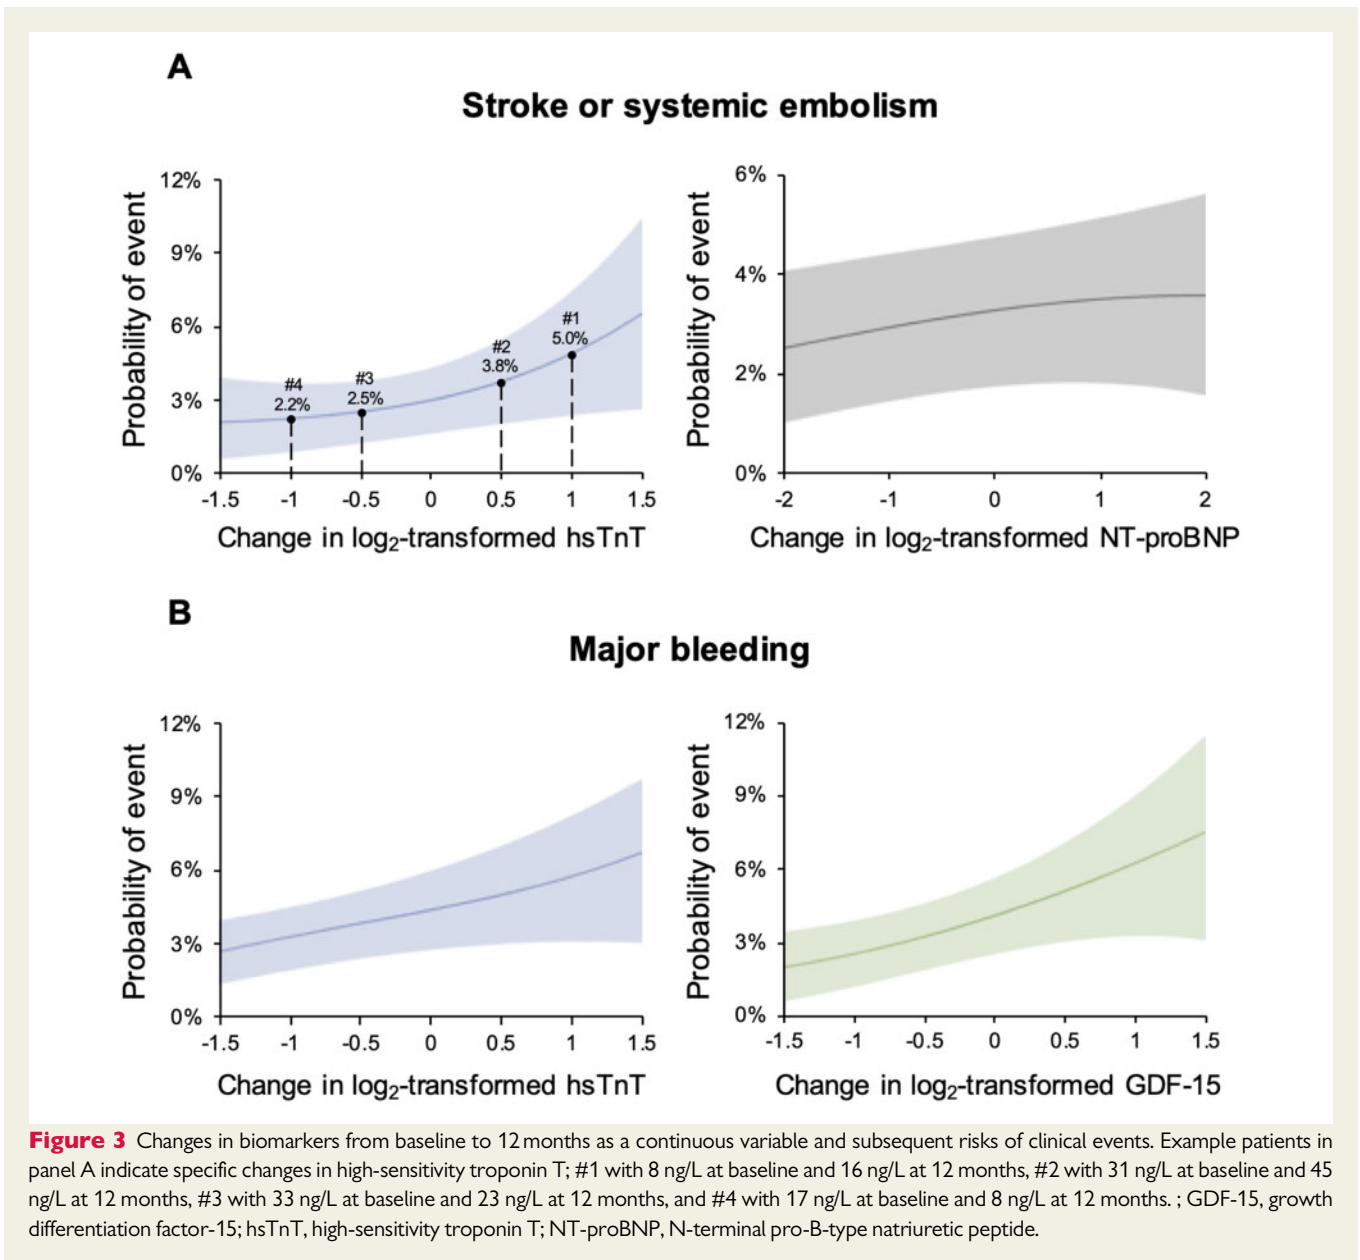 A
Stroke or systemic embolism
Probability of event
12%
9%
6%
3%
0%
#4
2.2%
#3
2.5%
#2
3.8%
#1
5.0%
-1.5 -1 -0.5 0 0.5 1 1.5
Change in log₂-transformed hsTnT
Probability of event
6%
4%
2%
0%
-2 -1 0 1 2
Change in log₂-transformed NT-proBNP
B
Major bleeding
Probability of event
12%
9%
6%
3%
0%
-1.5 -1 -0.5 0 0.5 1 1.5
Change in log₂-transformed hsTnT
Probability of event
12%
9%
6%
3%
0%
-1.5 -1 -0.5 0 0.5 1 1.5
Change in log₂-transformed GDF-15
Figure 3 Changes in biomarkers from baseline to 12 months as a continuous variable and subsequent risks of clinical events. Example patients in
panel A indicate specific changes in high-sensitivity troponin T; #1 with 8 ng/L at baseline and 16 ng/L at 12 months, #2 with 31 ng/L at baseline and 45
ng/L at 12 months, #3 with 33 ng/L at baseline and 23 ng/L at 12 months, and #4 with 17 ng/L at baseline and 8 ng/L at 12 months. ; GDF-15, growth
differentiation factor-15; hsTnT, high-sensitivity troponin T; NT-proBNP, N-terminal pro-B-type natriuretic peptide.